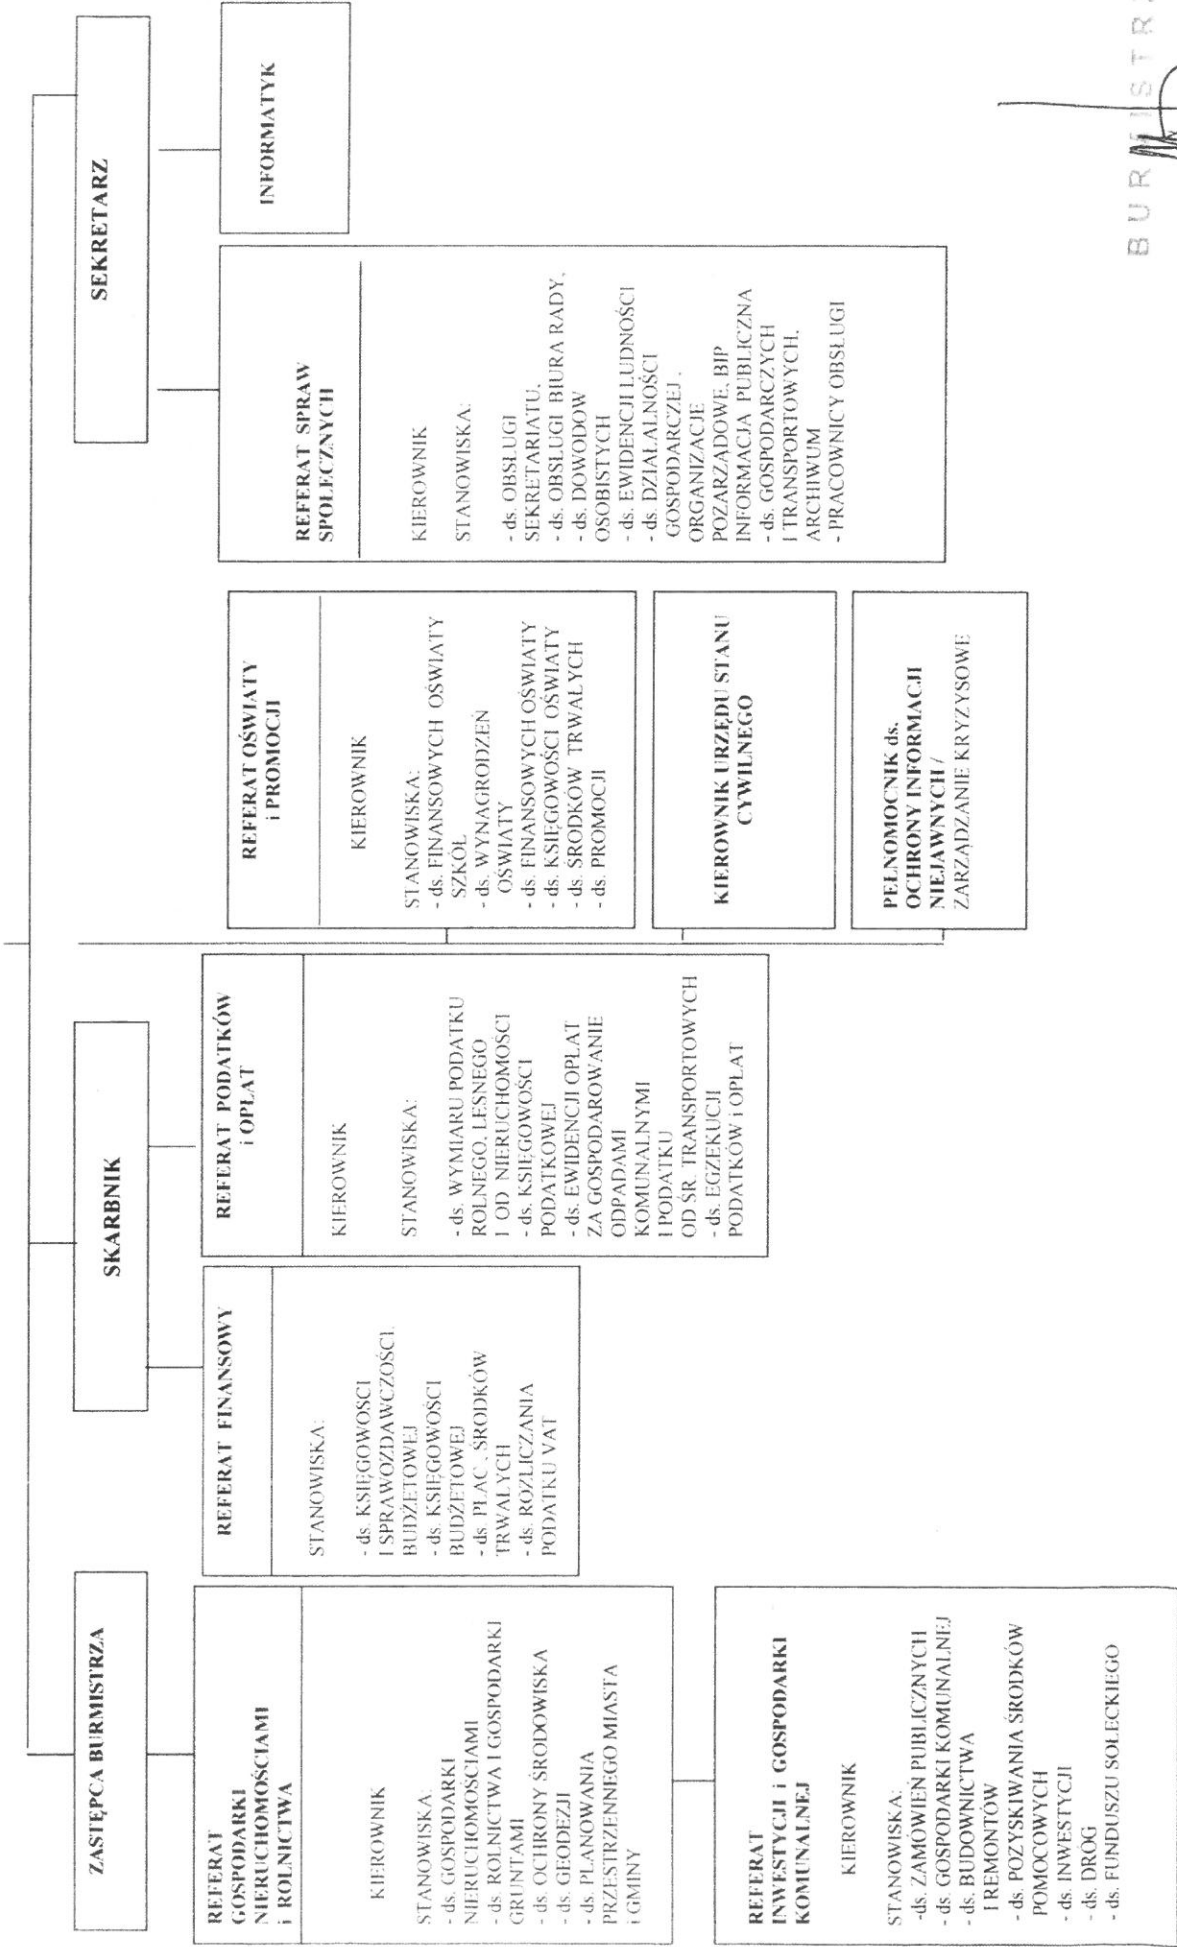 ZASTĘPCA BURMISTRZA
SKARBNIK
SEKRETARZ
REFERAT
GOSPODARKI
NIERUCHOMOŚCIAMI
i ROLNICTWA
KIEROWNIK
STANOWISKA:
- ds. GOSPODARKI
NIERUCHOMOŚCIAMI
- ds. ROLNICTWA I GOSPODARKI
GRUNTAMI
- ds. OCHRONY ŚRODOWISKA
- ds. GEODEZJI
- ds. PLANOWANIA
PRZESTRZENNEGO MIASTA
i GMINY
REFERAT
INWESTYCJI i GOSPODARKI
KOMUNALNEJ
KIEROWNIK
STANOWISKA:
-ds. ZAMÓWIEN PUBLICZNYCH
- ds. GOSPODARKI KOMUNALNEJ
- ds. BUDOWNICTWA
I REMONTÓW
- ds. POZYSKIWANIA ŚRODKÓW
POMOCOWYCH
- ds. INWESTYCJI
- ds. DRÓG
- ds. FUNDUSZU SOŁECKIEGO
REFERAT FINANSOWY
STANOWISKA:
- ds. KSIĘGOWOSCI
I SPRAWOZDAWCZOŚCI.
BUDŻETOWEJ
- ds. KSIĘGOWOŚCI
BUDŻETOWEJ
- ds. PŁAC , ŚRODKÓW
TRWAŁYCH
- ds. ROZLICZANIA
PODATKU VAT
REFERAT PODATKÓW
i OPŁAT
KIEROWNIK
STANOWISKA:
- ds. WYMIARU PODATKU
ROLNEGO, LESNEGO
I OD NIERUCHOMOŚCI
- ds. KSIĘGOWOŚCI
PODATKOWEJ
- ds. EWIDENCJI OPŁAT
ZA GOSPODAROWANIE
ODPADAMI
KOMUNALNYMI
I PODATKU
OD ŚR. TRANSPORTOWYCH
- ds. EGZEKUCJI
PODATKÓW i OPŁAT
REFERAT OŚWIATY
i PROMOCJI
KIEROWNIK
STANOWISKA:
- ds. FINANSOWYCH OŚWIATY
SZKÓŁ
- ds. WYNAGRODZEŃ
OŚWIATY
- ds. FINANSOWYCH OŚWIATY
- ds. KSIĘGOWOŚCI OŚWIATY
- ds. ŚRODKÓW TRWAŁYCH
- ds. PROMOCJI
KIEROWNIK URZĘDU STANU
CYWILNEGO
PEŁNOMOCNIK ds.
OCHRONY INFORMACJI
NIEJAWNYCH /
ZARZĄDZANIE KRYZYSOWE
REFERAT SPRAW
SPOŁECZNYCH
KIEROWNIK
STANOWISKA:
- ds. OBSŁUGI
SEKRETARIATU,
- ds. OBSŁUGI BIURA RADY,
- ds. DOWODOW
OSOBISTYCH
- ds. EWIDENCJI LUDNOŚCI
- ds. DZIAŁALNOŚCI
GOSPODARCZEJ ,
ORGANIZACJE
POZARZĄDOWE, BIP
INFORMACJA PUBLICZNA
- ds. GOSPODARCZYCH
I TRANSPORTOWYCH,
ARCHIWUM
- PRACOWNICY OBSŁUGI
INFORMATYK